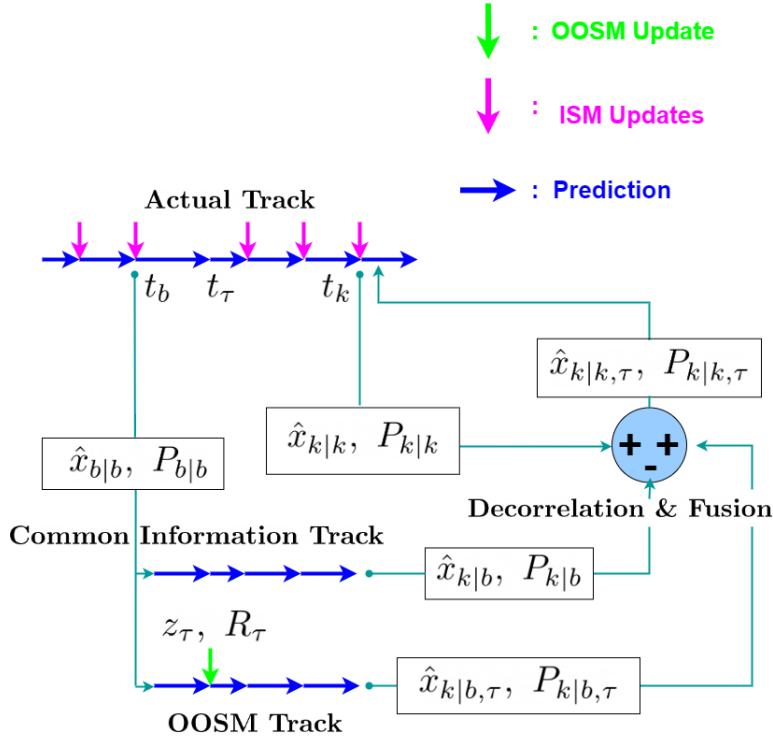 : OOSM Update
: ISM Updates
: Prediction
Actual Track
t_b t_τ t_k
x̂_{k|k,τ}, P_{k|k,τ}
x̂_{k|k}, P_{k|k}
+ +
-
x̂_{b|b}, P_{b|b}
Decorrelation & Fusion
Common Information Track
x̂_{k|b}, P_{k|b}
z_τ, R_τ
x̂_{k|b,τ}, P_{k|b,τ}
OOSM Track